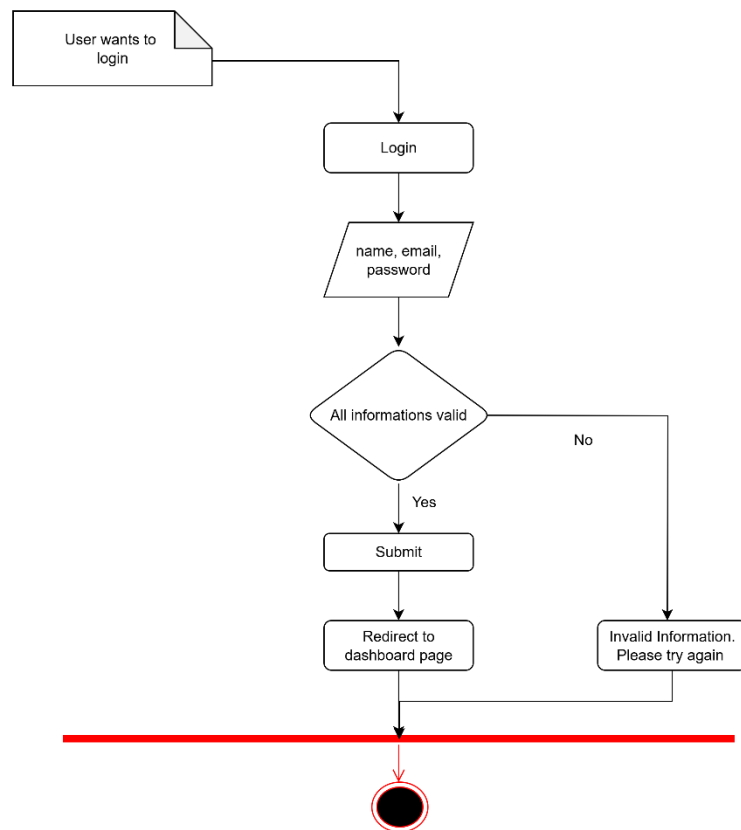 User wants to
login
Login
name, email,
password
All informations valid
No
Yes
Submit
Redirect to
dashboard page
Invalid Information.
Please try again